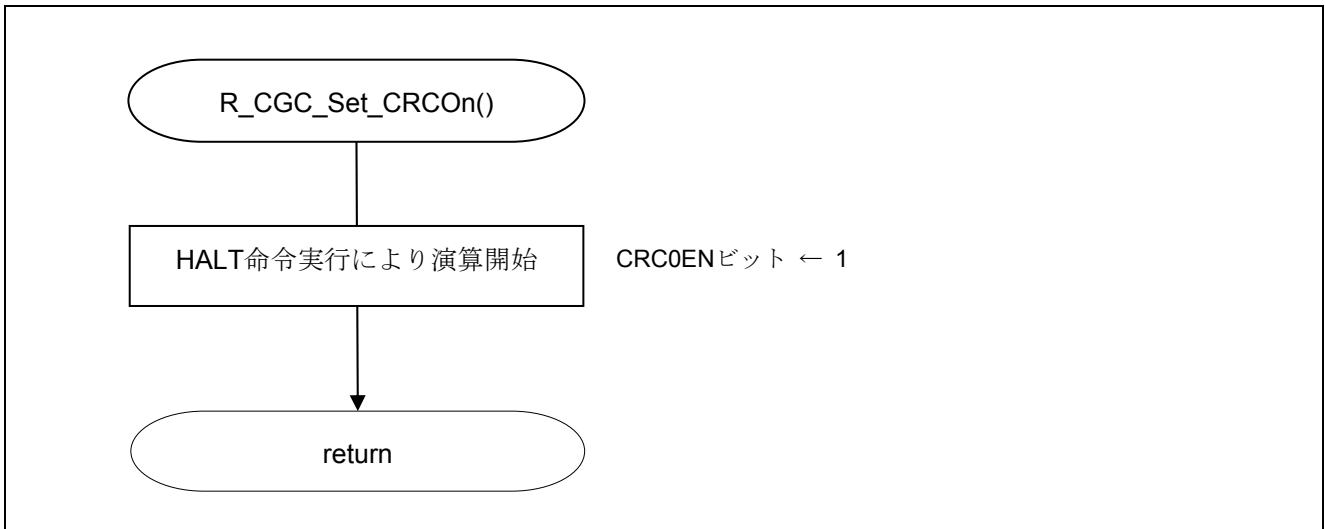 R_CGC_Set_CRCOn()
HALT命令実行により演算開始
CRC0ENビット ← 1
return